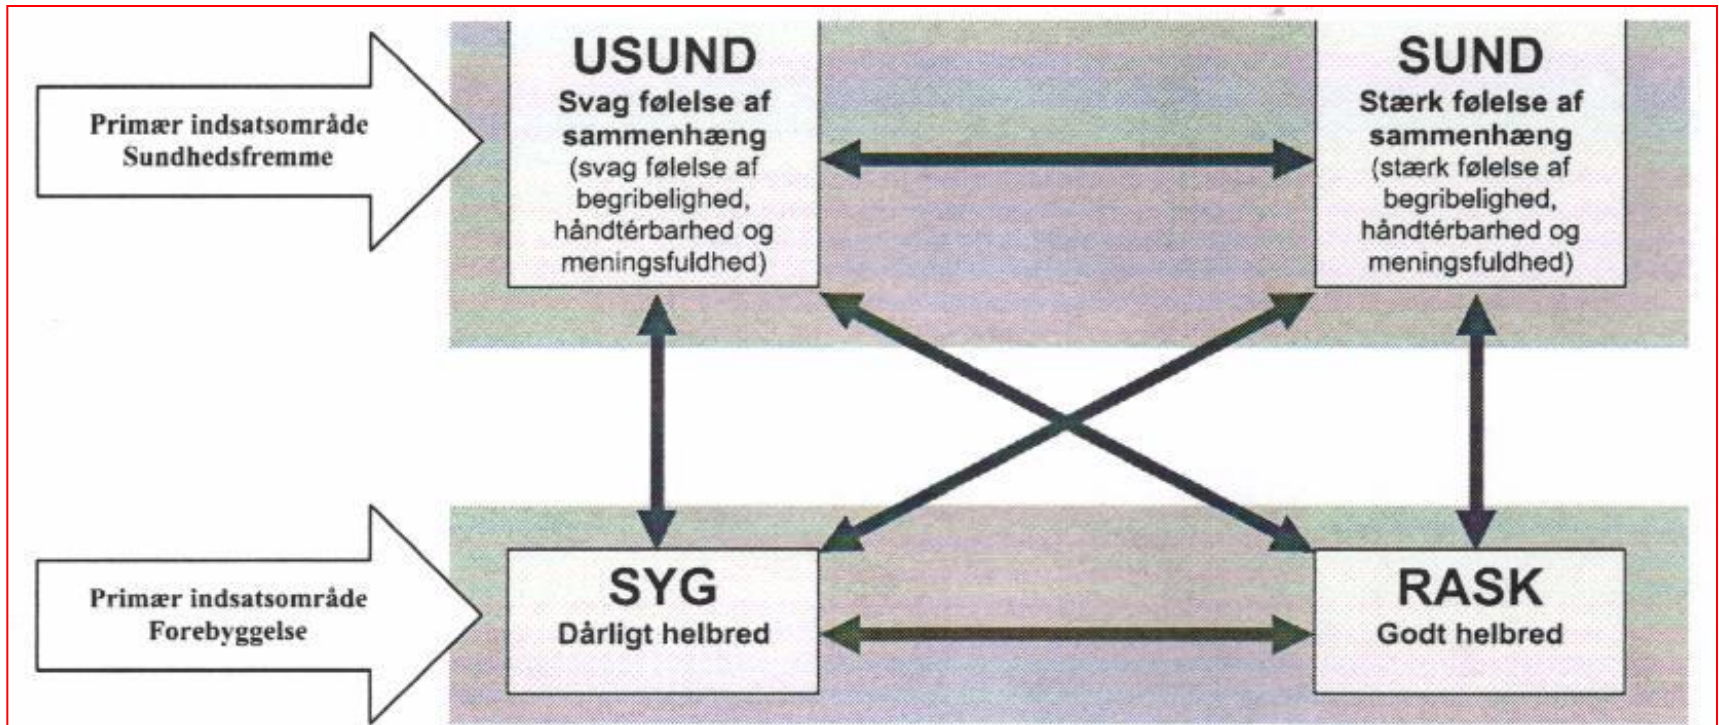 Primær indsatsområde
Sundhedsfremme
USUND
Svag følelse af
sammenhæng
(svag følelse af
begribelighed,
håndtérbarhed og
meningsfuldhed)
SUND
Stærk følelse af
sammenhæng
(stærk følelse af
begribelighed,
håndtérbarhed og
meningsfuldhed)
Primær indsatsområde
Forebyggelse
SYG
Dårligt helbred
RASK
Godt helbred